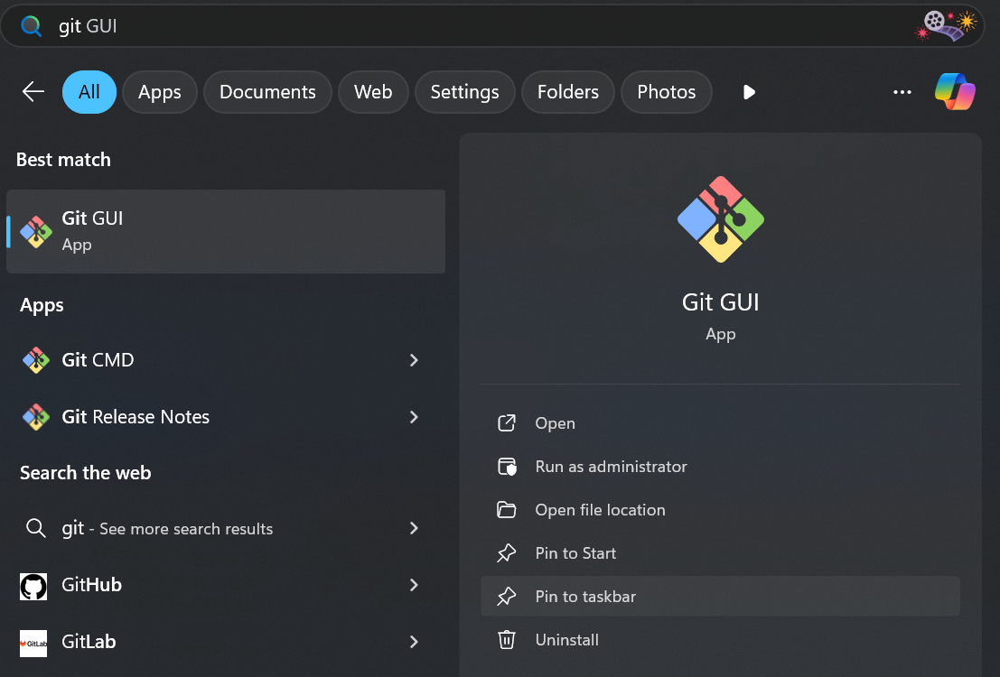 git GUI
All Apps Documents Web Settings Folders Photos
Best match
Git GUI
App
Apps
Git CMD
Git Release Notes
Search the web
git - See more search results
GitHub
GitLab
GitLab
Git GUI
App
Open
Run as administrator
Open file location
Pin to Start
Pin to taskbar
Uninstall